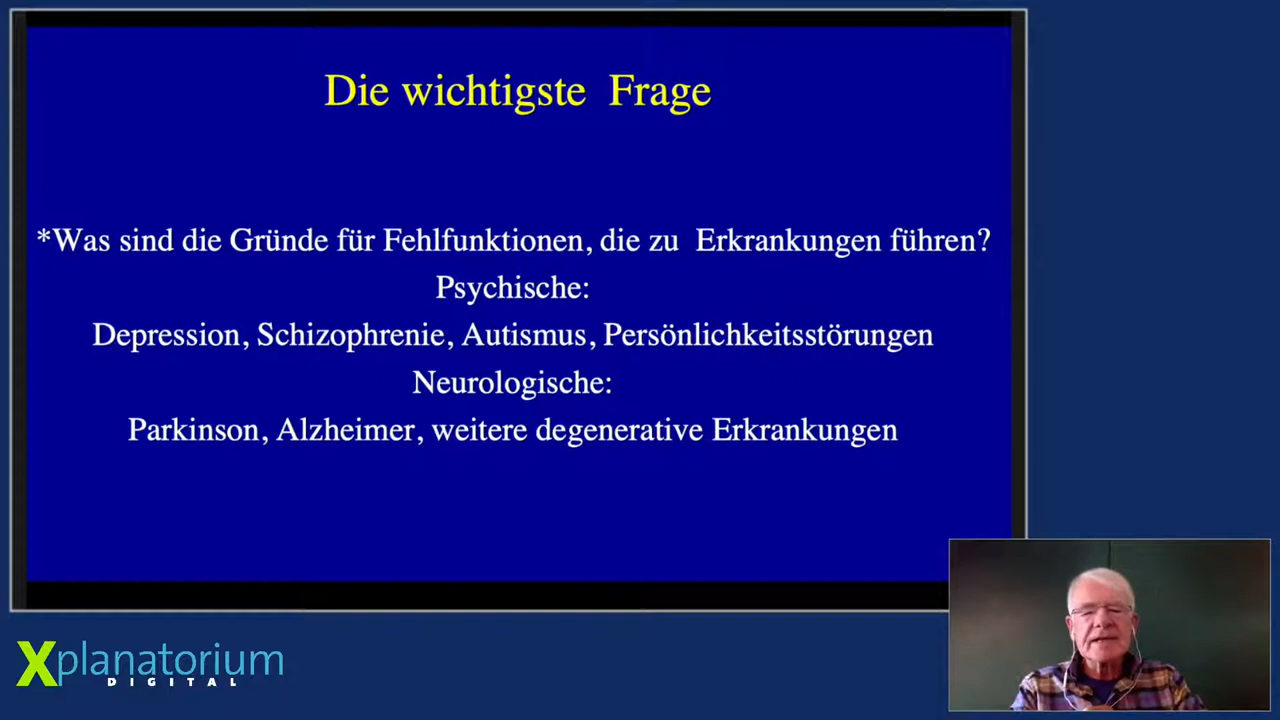 Die wichtigste Frage
*Was sind die Gründe für Fehlfunktionen, die zu Erkrankungen führen?
Psychische:
Depression, Schizophrenie, Autismus, Persönlichkeitsstörungen
Neurologische:
Parkinson, Alzheimer, weitere degenerative Erkrankungen
Xplanatorium
DIGITAL